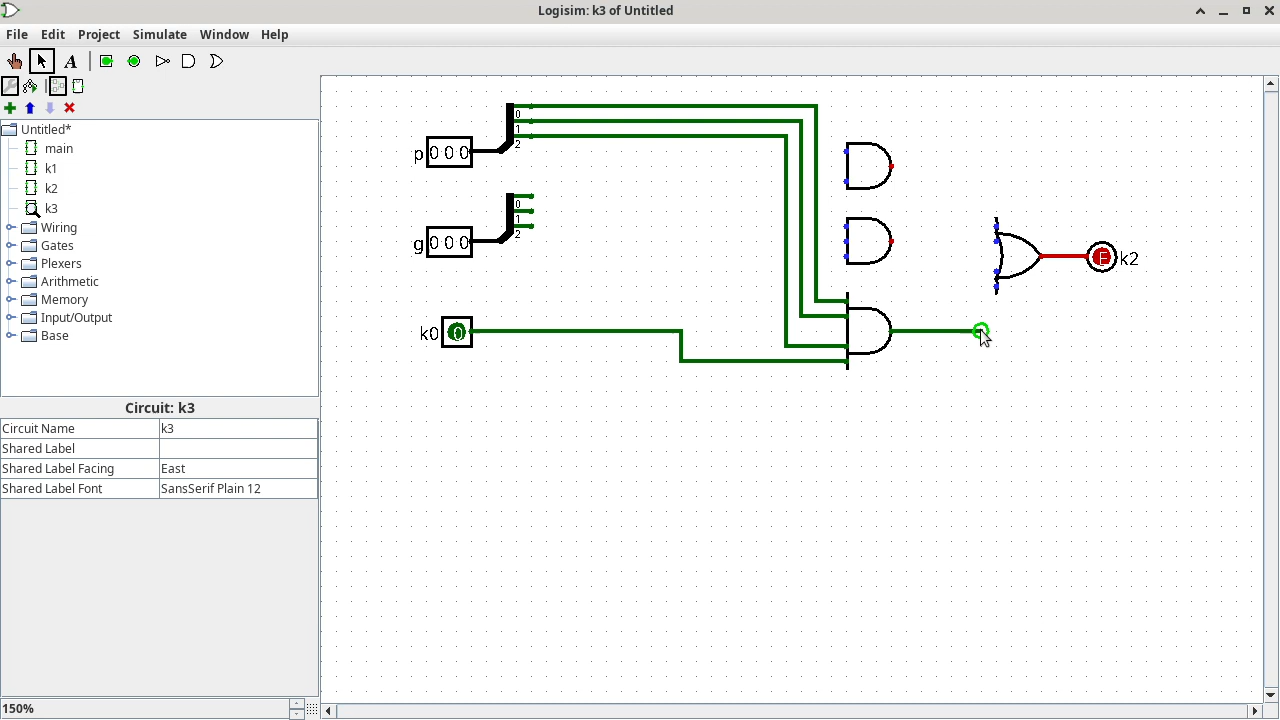 Logisim: k3 of Untitled
File Edit Project Simulate Window Help
A
Untitled*
main
k1
k2
k3
Wiring
Gates
Plexers
Arithmetic
Memory
Input/Output
Base
Circuit: k3
Circuit Name k3
Shared Label
Shared Label Facing East
Shared Label Font SansSerif Plain 12
150%
0
1
2
p 0 0 0
0
1
2
g 0 0 0
k0 0
E k2